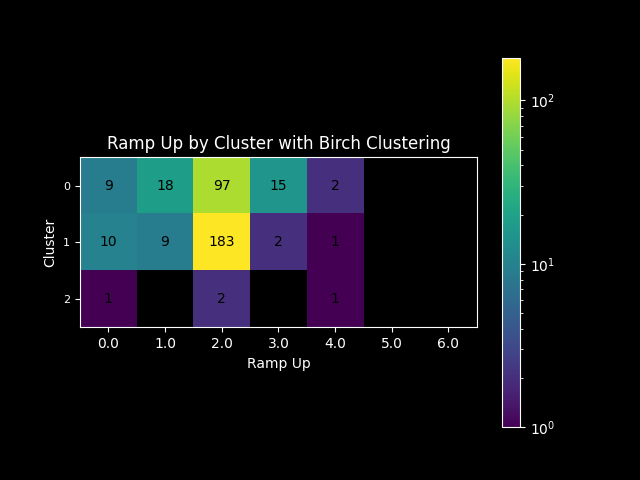 Ramp Up by Cluster with Birch Clustering
10²
0 9 18 97 15 2
Cluster
1 10 9 183 2 1
10¹
2 1 2 1
0.0 1.0 2.0 3.0 4.0 5.0 6.0
Ramp Up
10⁰